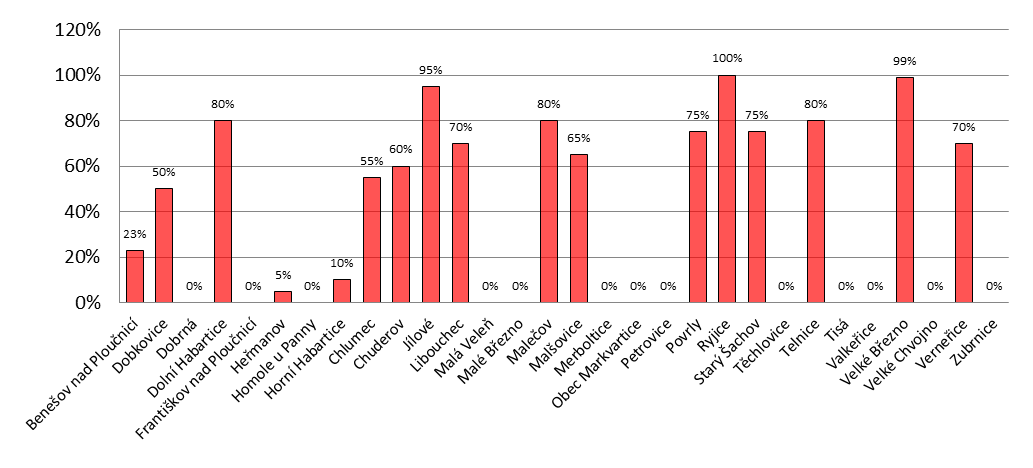 120%
100%
80%
60%
40%
20%
0%
23%
50%
0%
80%
0%
5%
0%
10%
55%
60%
95%
70%
0%
0%
80%
65%
0%
0%
0%
75%
100%
75%
0%
80%
0%
0%
99%
0%
70%
0%
Benešov nad Ploučnicí
Dobkovice
Dobrná
Dolní Habartice
Františkov nad Ploučnicí
Heřmanov
Homole u Panny
Horní Habartice
Chlumec
Chuderov
Jílové
Libouchec
Malá Veleň
Malé Březno
Malečov
Malšovice
Merboltice
Obec Markvartice
Petrovice
Povrly
Ryjice
Starý Šachov
Těchlovice
Telnice
Tisá
Valkeřice
Velké Březno
Velké Chvojno
Verneřice
Zubrnice